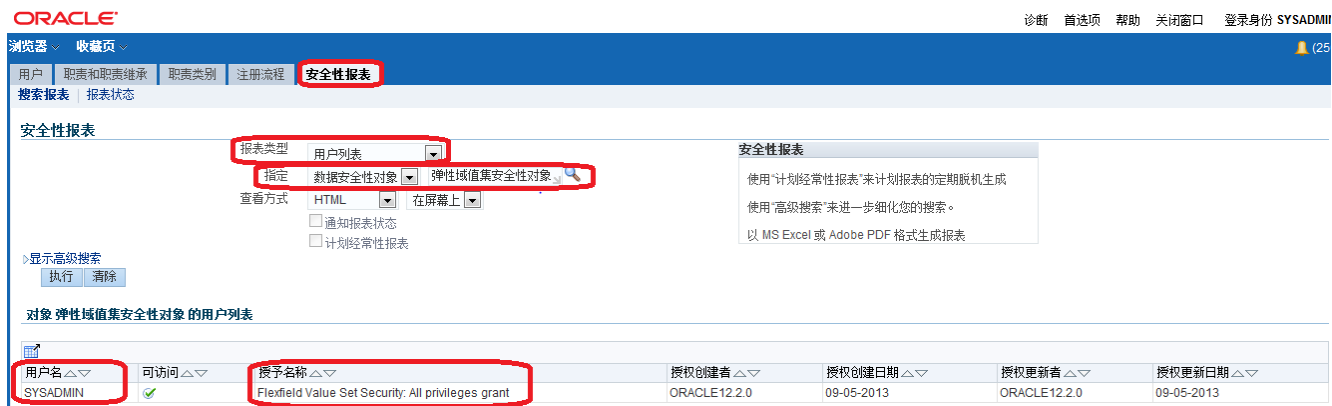 ORACLE
诊断 首选项 帮助 关闭窗口 登录身份 SYSADMIN
浏览器 收藏页 (25
用户 职责和职责继承 职责类别 注册流程 安全性报表
搜索报表 | 报表状态
安全性报表
报表类型 用户列表
指定 数据安全性对象 弹性域值集安全性对象
查看方式 HTML 在屏幕上
通知报表状态
计划经常性报表
安全性报表
使用“计划经常性报表”来计划报表的定期脱机生成
使用“高级搜索”来进一步细化您的搜索。
以 MS Excel 或 Adobe PDF 格式生成报表
显示高级搜索
执行 清除
对象 弹性域值集安全性对象 的用户列表
用户名 可访问 授予名称 授权创建者 授权创建日期 授权更新者 授权更新日期
SYSADMIN Flexfield Value Set Security: All privileges grant ORACLE12.2.0 09-05-2013 ORACLE12.2.0 09-05-2013